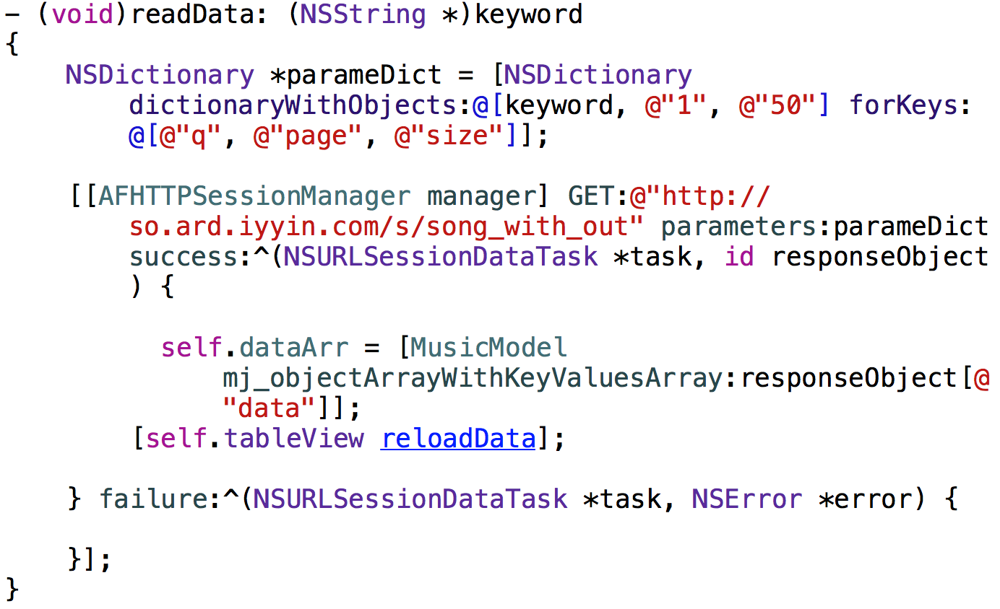 - (void)readData: (NSString *)keyword
{
NSDictionary *parameDict = [NSDictionary
dictionaryWithObjects:@[keyword, @"1", @"50"] forKeys:
@[@"q", @"page", @"size"]];
[[AFHTTPSessionManager manager] GET:@"http://
so.ard.iyyin.com/s/song_with_out" parameters:parameDict
success:^(NSURLSessionDataTask *task, id responseObject
) {
self.dataArr = [MusicModel
mj_objectArrayWithKeyValuesArray:responseObject[@
"data"]];
[self.tableView reloadData];
} failure:^(NSURLSessionDataTask *task, NSError *error) {
}];
}